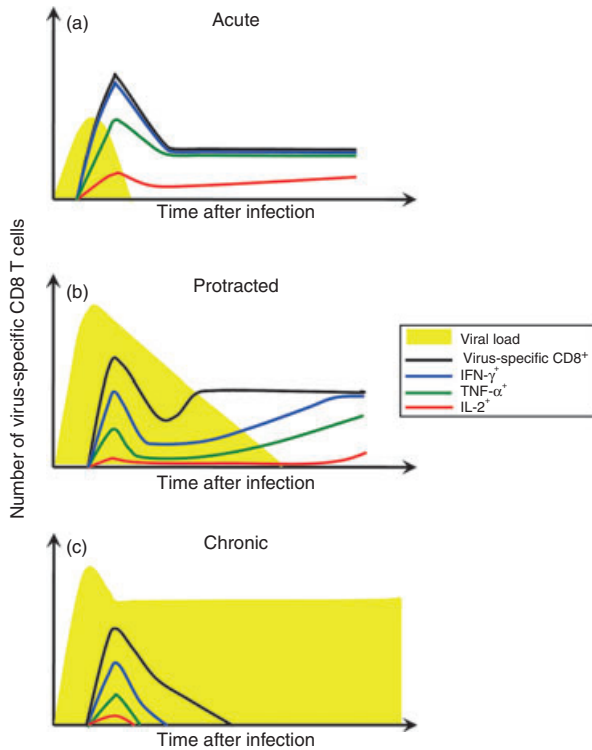 (a)
Acute
Time after infection
Number of virus-specific CD8 T cells
(b)
Protracted
Time after infection
Viral load
Virus-specific CD8⁺
IFN-γ⁺
TNF-α⁺
IL-2⁺
(c)
Chronic
Time after infection